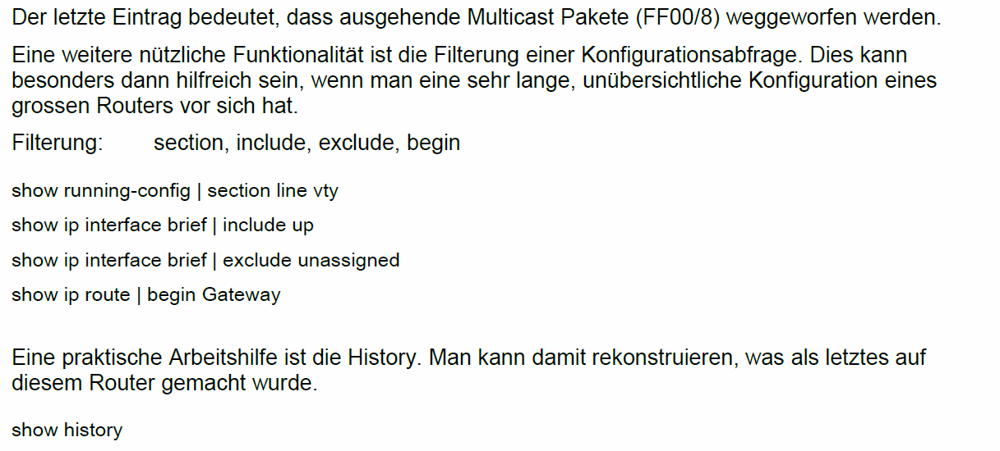 Der letzte Eintrag bedeutet, dass ausgehende Multicast Pakete (FF00/8) weggeworfen werden.
Eine weitere nützliche Funktionalität ist die Filterung einer Konfigurationsabfrage. Dies kann
besonders dann hilfreich sein, wenn man eine sehr lange, unübersichtliche Konfiguration eines
grossen Routers vor sich hat.
Filterung: section, include, exclude, begin
show running-config | section line vty
show ip interface brief | include up
show ip interface brief | exclude unassigned
show ip route | begin Gateway
Eine praktische Arbeitshilfe ist die History. Man kann damit rekonstruieren, was als letztes auf
diesem Router gemacht wurde.
show history